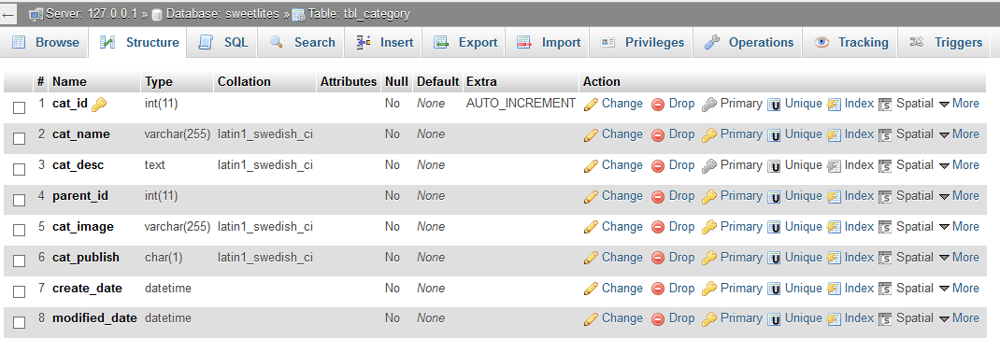 Server: 127.0.0.1 » Database: sweetlites » Table: tbl_category
Browse Structure SQL Search Insert Export Import Privileges Operations Tracking Triggers
# Name Type Collation Attributes Null Default Extra Action
1 cat_id int(11) No None AUTO_INCREMENT Change Drop Primary Unique Index Spatial More
2 cat_name varchar(255) latin1_swedish_ci No None Change Drop Primary Unique Index Spatial More
3 cat_desc text latin1_swedish_ci No None Change Drop Primary Unique Index Spatial More
4 parent_id int(11) No None Change Drop Primary Unique Index Spatial More
5 cat_image varchar(255) latin1_swedish_ci No None Change Drop Primary Unique Index Spatial More
6 cat_publish char(1) latin1_swedish_ci No None Change Drop Primary Unique Index Spatial More
7 create_date datetime No None Change Drop Primary Unique Index Spatial More
8 modified_date datetime No None Change Drop Primary Unique Index Spatial More